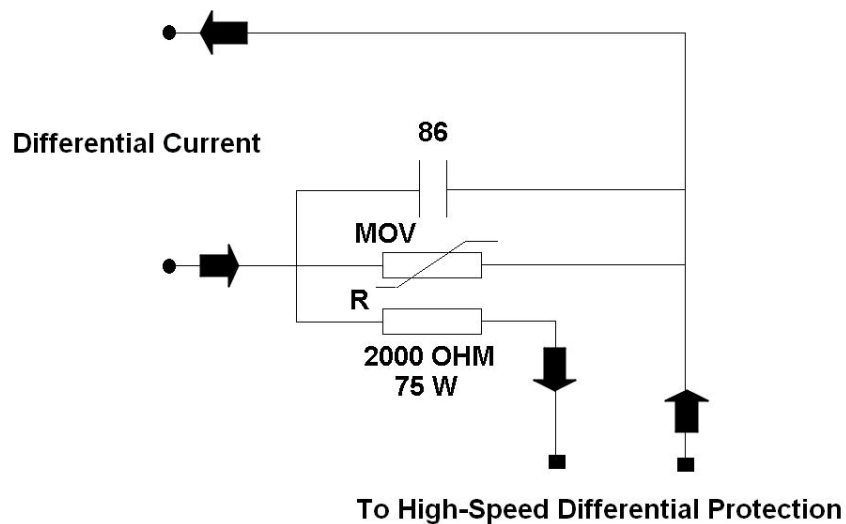 Differential Current
86
MOV
R
2000 OHM
75 W
To High-Speed Differential Protection